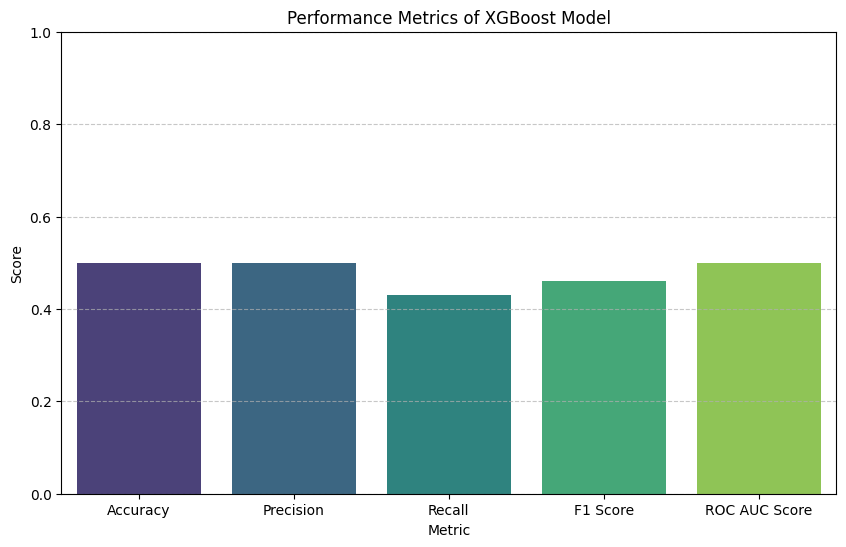 Performance Metrics of XGBoost Model
1.0
0.8
0.6
0.4
0.2
0.0
Score
Accuracy Precision Recall F1 Score ROC AUC Score
Metric